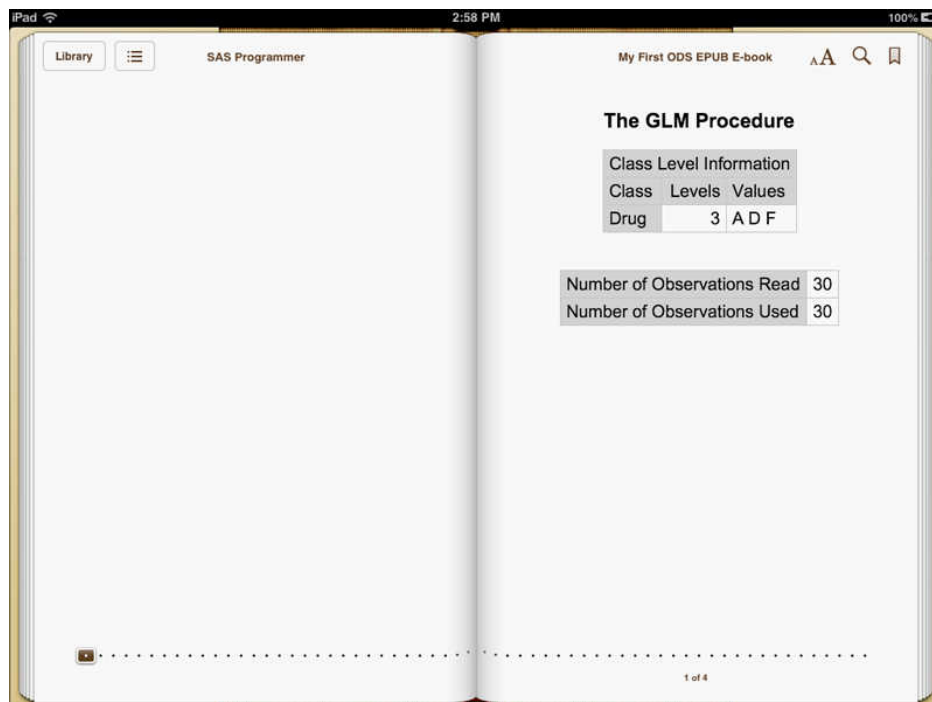 iPad 2:58 PM 100%
Library SAS Programmer My First ODS EPUB E-book AA
The GLM Procedure
Class Level Information
Class Levels Values
Drug 3 A D F
Number of Observations Read 30
Number of Observations Used 30
1 of 4